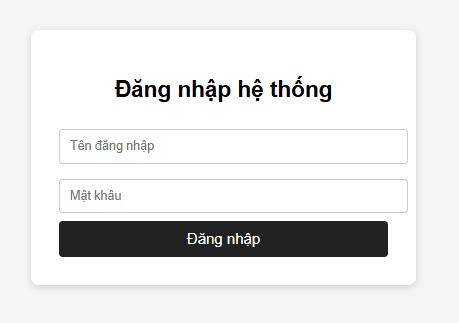 Đăng nhập hệ thống
Tên đăng nhập
Mật khẩu
Đăng nhập